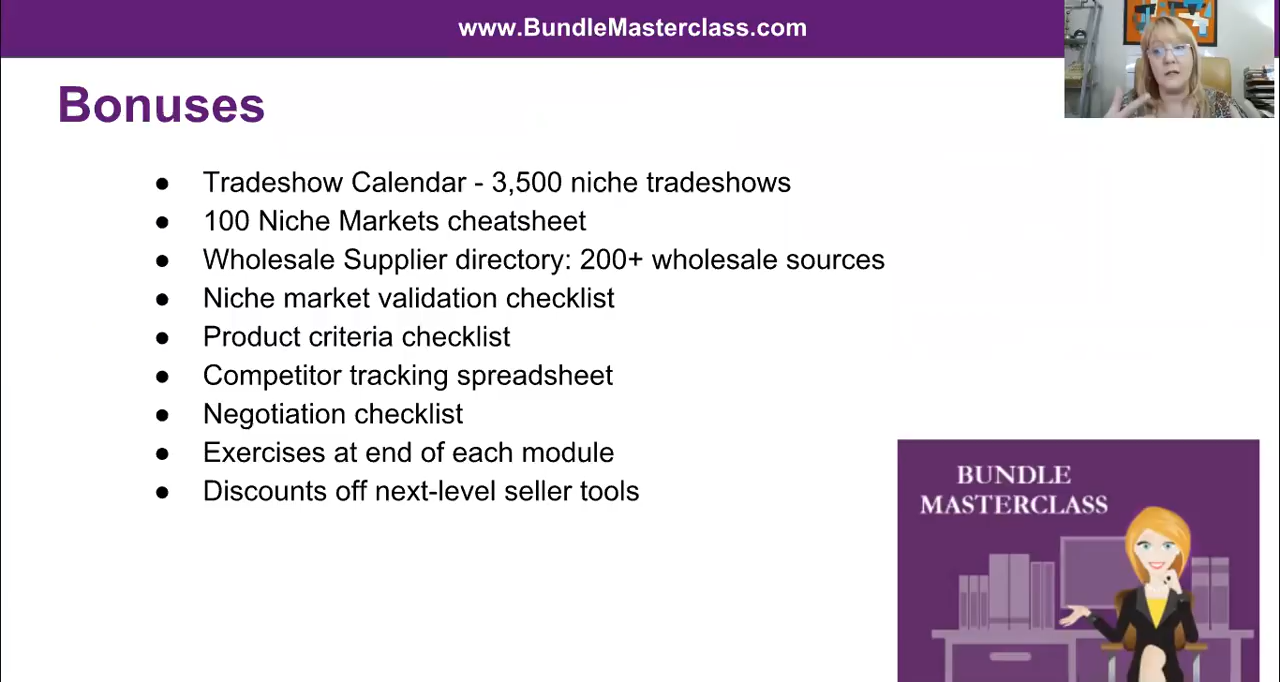 www.BundleMasterclass.com
Bonuses
● Tradeshow Calendar - 3,500 niche tradeshows
● 100 Niche Markets cheatsheet
● Wholesale Supplier directory: 200+ wholesale sources
● Niche market validation checklist
● Product criteria checklist
● Competitor tracking spreadsheet
● Negotiation checklist
● Exercises at end of each module
● Discounts off next-level seller tools
BUNDLE
MASTERCLASS